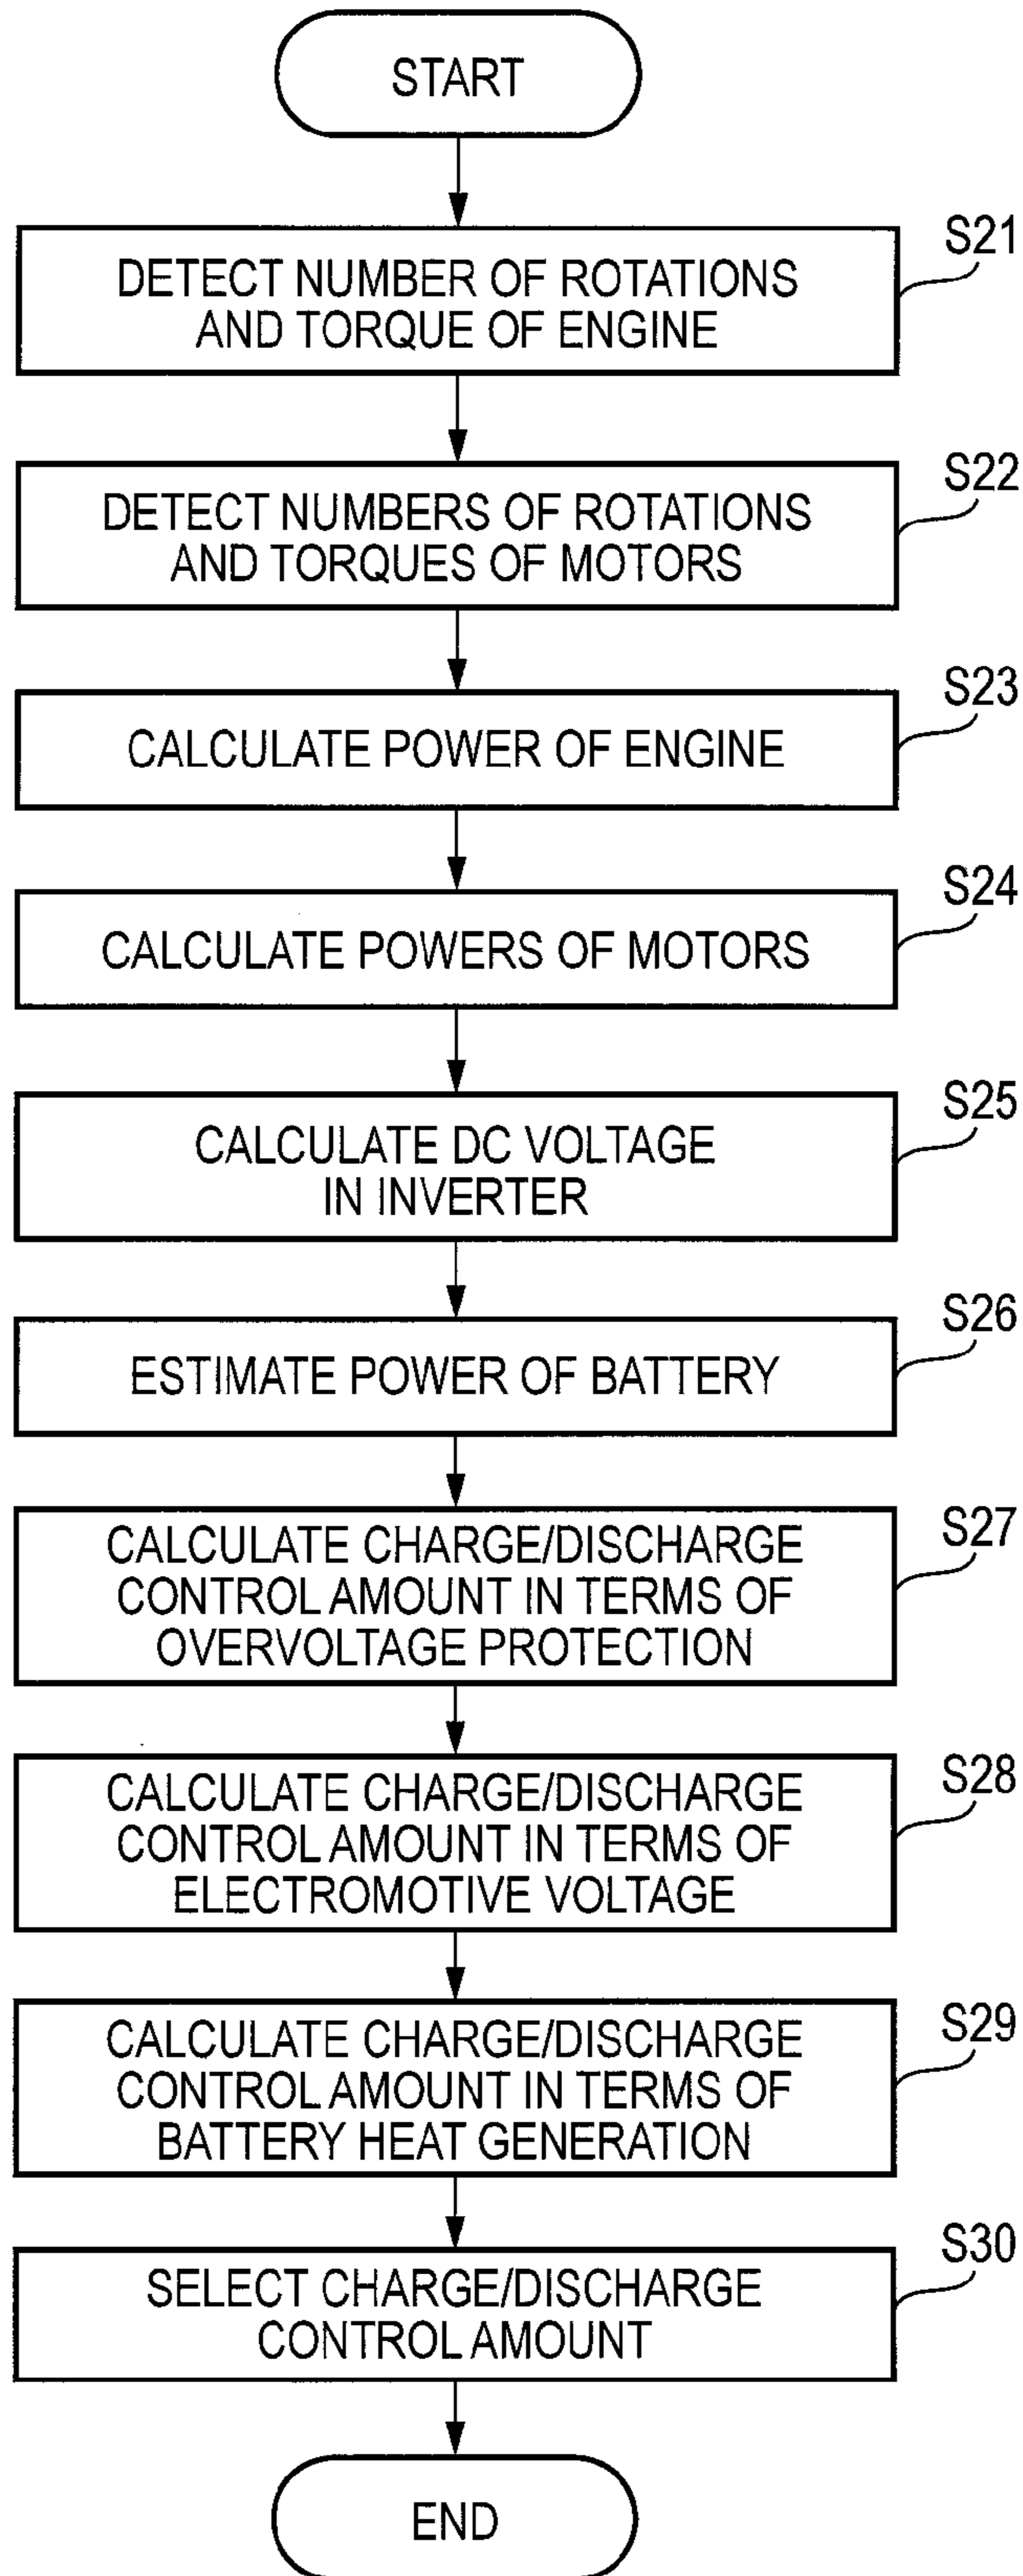 START
S21
DETECT NUMBER OF ROTATIONS
AND TORQUE OF ENGINE
S22
DETECT NUMBERS OF ROTATIONS
AND TORQUES OF MOTORS
S23
CALCULATE POWER OF ENGINE
S24
CALCULATE POWERS OF MOTORS
S25
CALCULATE DC VOLTAGE
IN INVERTER
S26
ESTIMATE POWER OF BATTERY
S27
CALCULATE CHARGE/DISCHARGE
CONTROL AMOUNT IN TERMS OF
OVERVOLTAGE PROTECTION
S28
CALCULATE CHARGE/DISCHARGE
CONTROL AMOUNT IN TERMS OF
ELECTROMOTIVE VOLTAGE
S29
CALCULATE CHARGE/DISCHARGE
CONTROL AMOUNT IN TERMS OF
BATTERY HEAT GENERATION
S30
SELECT CHARGE/DISCHARGE
CONTROL AMOUNT
END